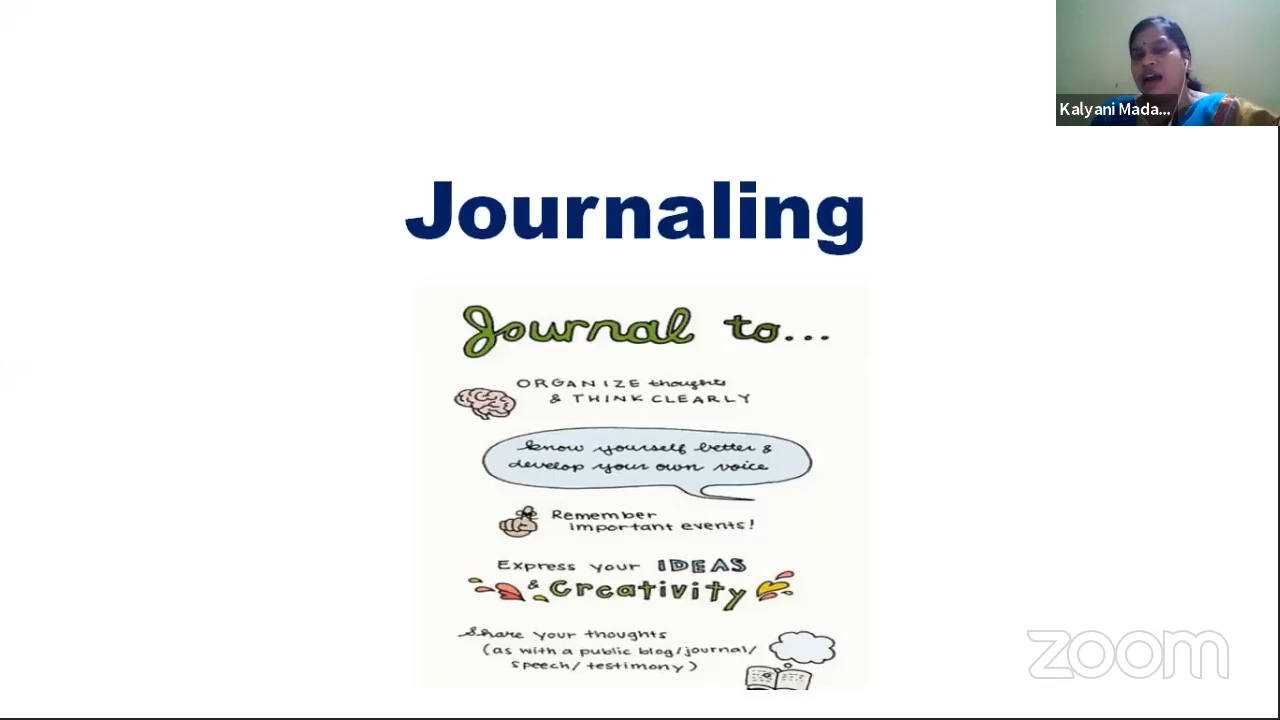 Kalyani Mada...
Journaling
Journal to...
ORGANIZE thoughts
& THINK CLEARLY
know yourself better &
develop your own voice
Remember
important events!
Express your IDEAS
& Creativity
Share your thoughts
(as with a public blog/journal/
speech/testimony)
zoom